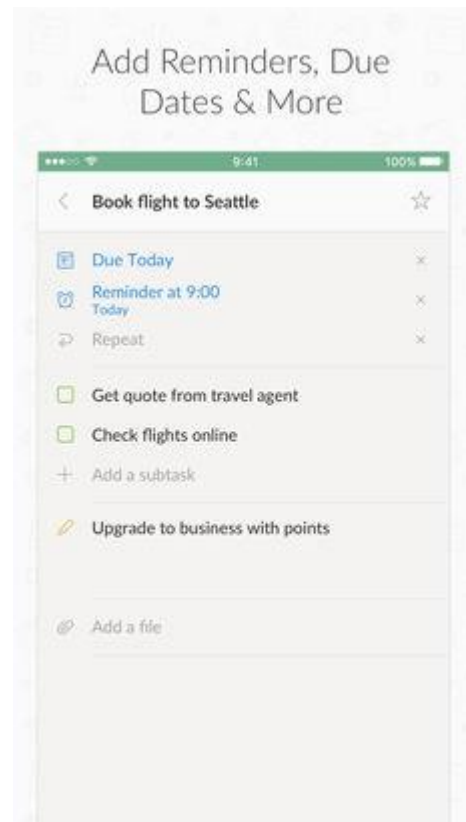 Add Reminders, Due
Dates & More
9:41
100%
Book flight to Seattle
Due Today
Reminder at 9:00
Today
Repeat
Get quote from travel agent
Check flights online
Add a subtask
Upgrade to business with points
Add a file